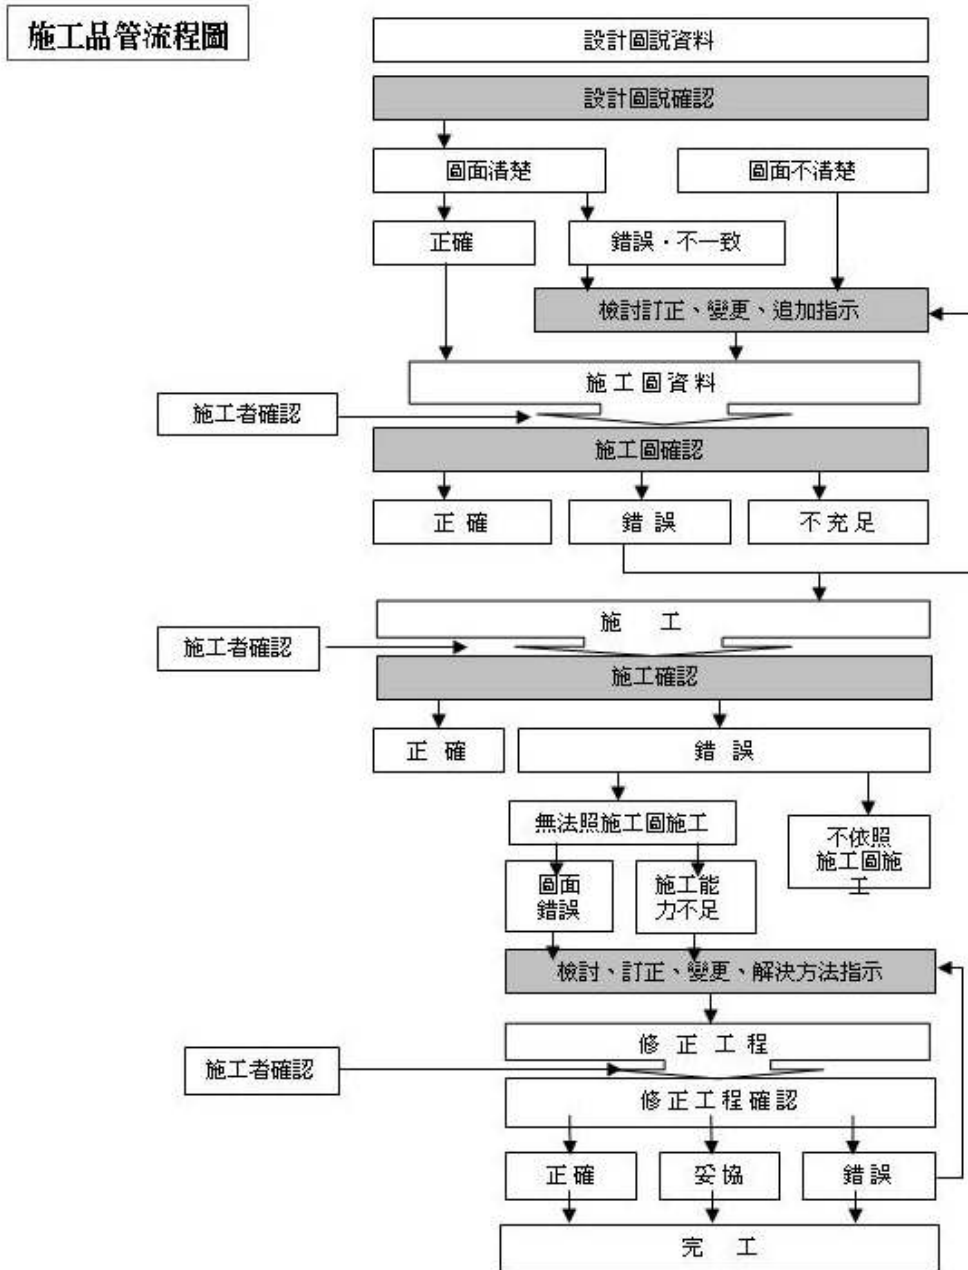 施工品管流程圖
設計圖說資料
設計圖說確認
圖面清楚
圖面不清楚
正確
錯誤·不一致
檢討訂正、變更、追加指示
施工圖資料
施工者確認
施工圖確認
正確
錯誤
不充足
施工
施工者確認
施工確認
正確
錯誤
無法照施工圖施工
不依照
施工圖施
工
圖面
錯誤
施工能
力不足
檢討、訂正、變更、解決方法指示
修正工程
施工者確認
修正工程確認
正確
妥協
錯誤
完工